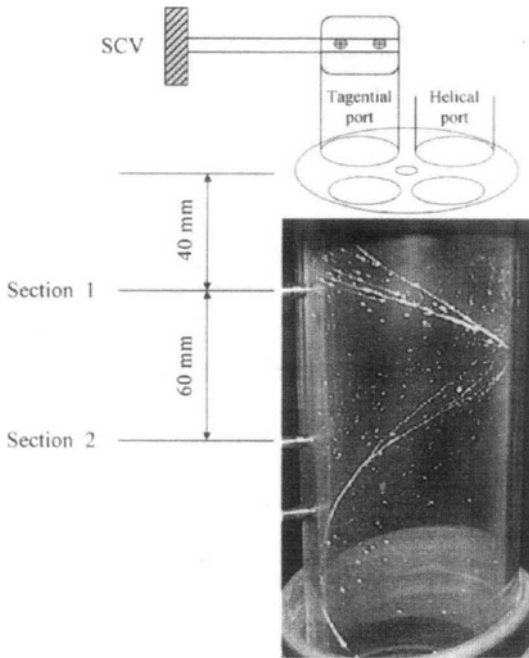 SCV
Tagential
port
Helical
port
40 mm
Section 1
60 mm
Section 2